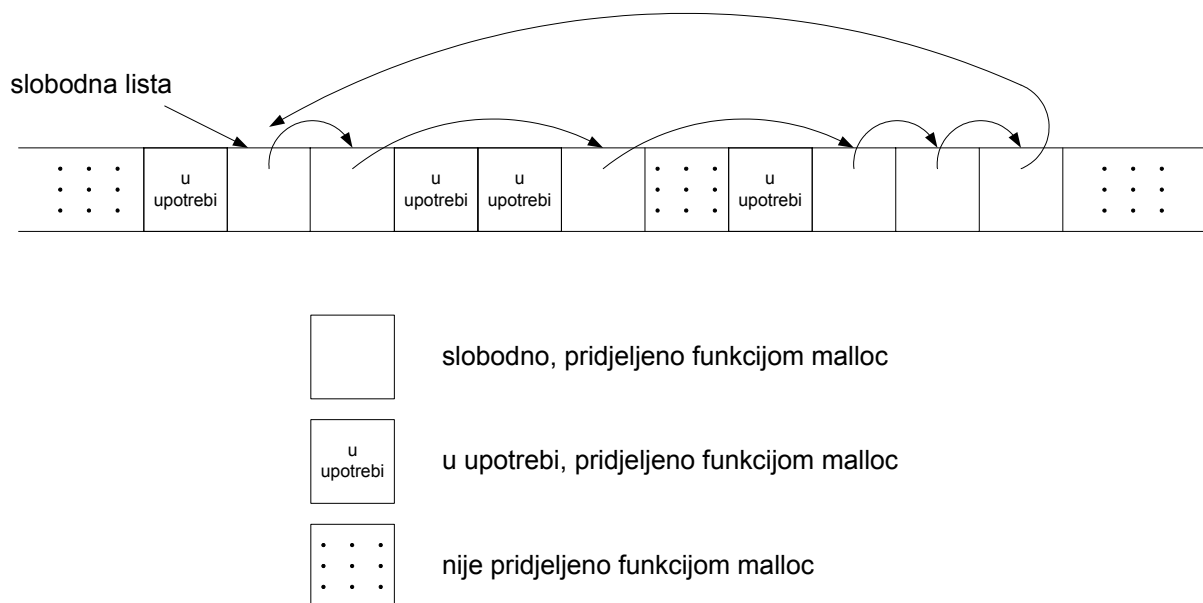 slobodna lista
u
upotrebi
u
upotrebi
u
upotrebi
u
upotrebi
slobodno, pridjeljeno funkcijom malloc
u
upotrebi
u upotrebi, pridjeljeno funkcijom malloc
nije pridjeljeno funkcijom malloc